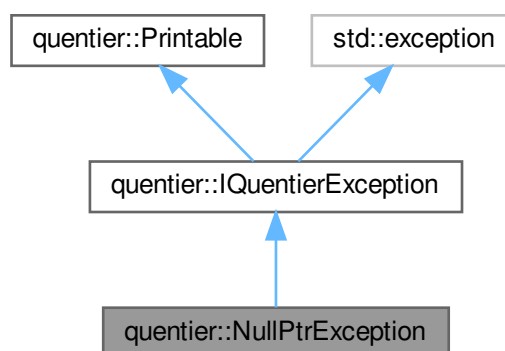 quentier::Printable
std::exception
quentier::IQuentierException
quentier::NullPtrException